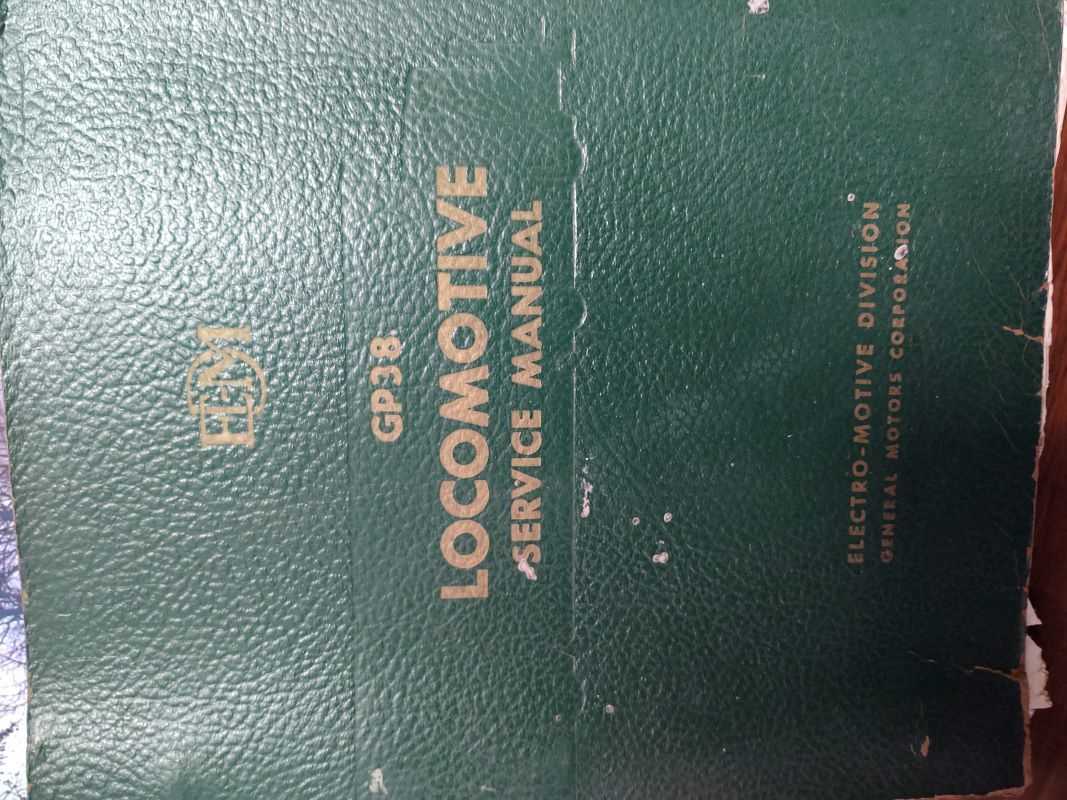 EMD
GP38
LOCOMOTIVE
SERVICE MANUAL
ELECTRO-MOTIVE DIVISION
GENERAL MOTORS CORPORATION